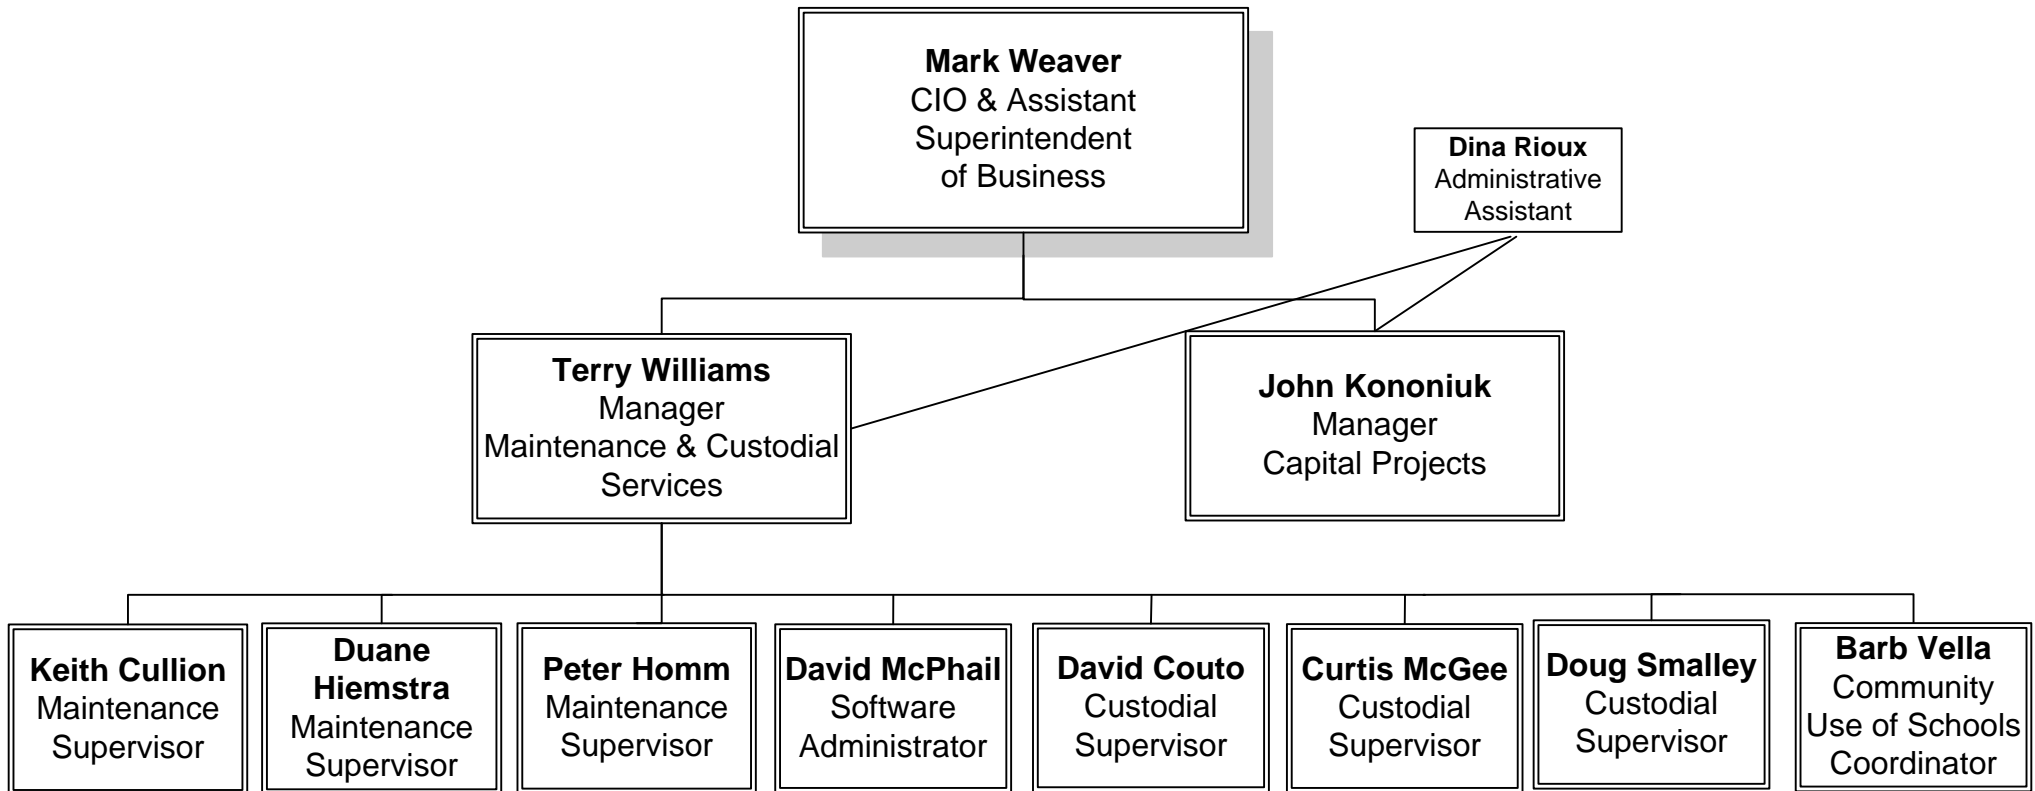 Mark Weaver
CIO & Assistant
Superintendent
of Business
Dina Rioux
Administrative
Assistant
Terry Williams
Manager
Maintenance & Custodial
Services
John Kononiuk
Manager
Capital Projects
Keith Cullion
Maintenance
Supervisor
Duane
Hiemstra
Maintenance
Supervisor
Peter Homm
Maintenance
Supervisor
David McPhail
Software
Administrator
David Couto
Custodial
Supervisor
Curtis McGee
Custodial
Supervisor
Doug Smalley
Custodial
Supervisor
Barb Vella
Community
Use of Schools
Coordinator